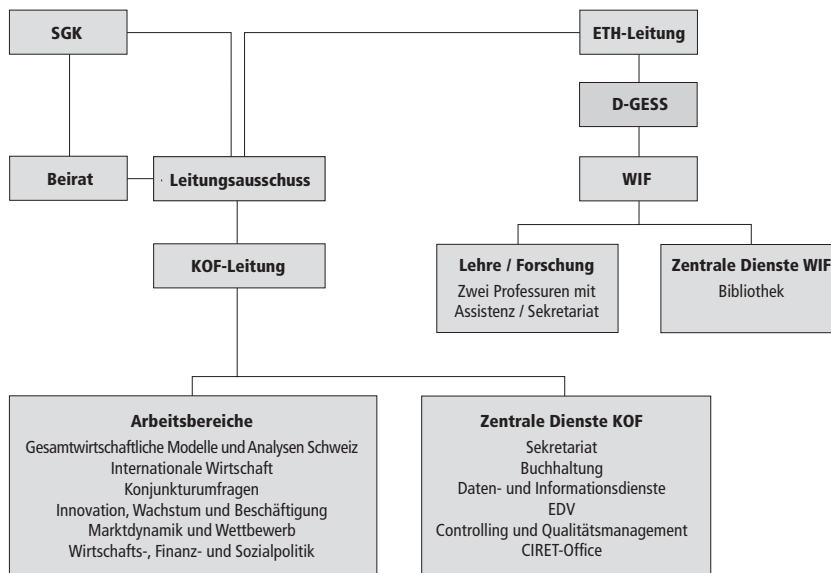 SGK
ETH-Leitung
D-GESS
Beirat
Leitungsausschuss
WIF
KOF-Leitung
Lehre / Forschung
Zwei Professuren mit
Assistenz / Sekretariat
Zentrale Dienste WIF
Bibliothek
Arbeitsbereiche
Gesamtwirtschaftliche Modelle und Analysen Schweiz
Internationale Wirtschaft
Konjunkturumfragen
Innovation, Wachstum und Beschäftigung
Marktdynamik und Wettbewerb
Wirtschafts-, Finanz- und Sozialpolitik
Zentrale Dienste KOF
Sekretariat
Buchhaltung
Daten- und Informationsdienste
EDV
Controlling und Qualitätsmanagement
CIRET-Office